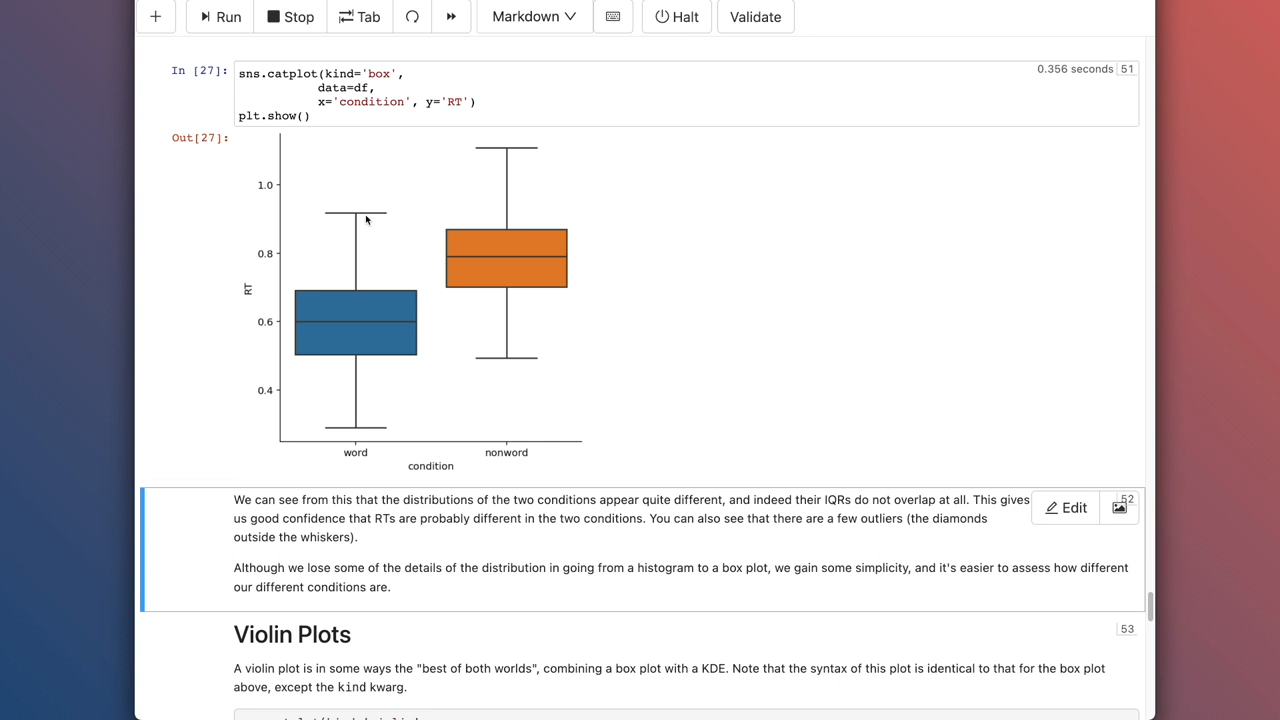 Run Stop Tab Markdown Halt Validate
In [27]: sns.catplot(kind='box', 0.356 seconds 51
data=df,
x='condition', y='RT')
plt.show()
Out[27]:
1.0
0.8
RT
0.6
0.4
word nonword
condition
We can see from this that the distributions of the two conditions appear quite different, and indeed their IQRs do not overlap at all. This gives 52
us good confidence that RTs are probably different in the two conditions. You can also see that there are a few outliers (the diamonds Edit
outside the whiskers).
Although we lose some of the details of the distribution in going from a histogram to a box plot, we gain some simplicity, and it's easier to assess how different
our different conditions are.
Violin Plots 53
A violin plot is in some ways the "best of both worlds", combining a box plot with a KDE. Note that the syntax of this plot is identical to that for the box plot
above, except the kind kwarg.